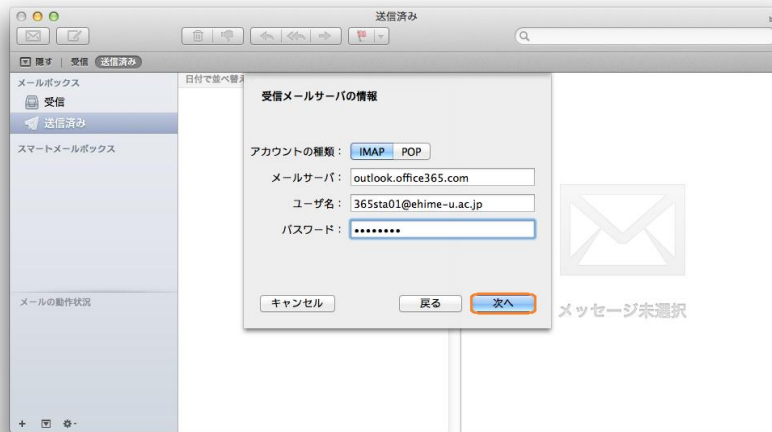 送信済み
隠す 受信 送信済み
メールボックス
受信
送信済み
スマートメールボックス
メールの動作状況
日付で並べ替え
受信メールサーバの情報
アカウントの種類： IMAP POP
メールサーバ： outlook.office365.com
ユーザ名： 365sta01@ehime-u.ac.jp
パスワード： ••••••••
キャンセル 戻る 次へ
メッセージ未選択